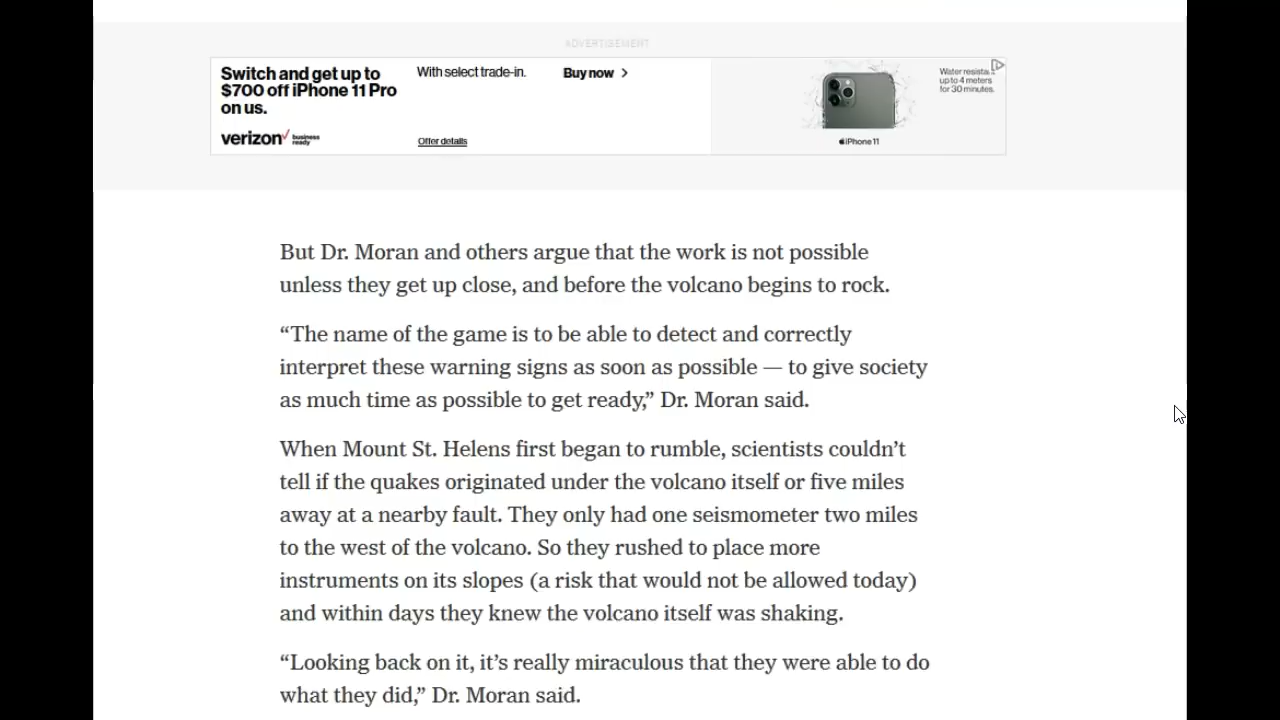 ADVERTISEMENT
Switch and get up to
$700 off iPhone 11 Pro
on us.
With select trade-in.
Buy now
Water resista
up to 4 meters
for 30 minutes.
verizon✓ business
ready
Offer details
iPhone 11
But Dr. Moran and others argue that the work is not possible
unless they get up close, and before the volcano begins to rock.
“The name of the game is to be able to detect and correctly
interpret these warning signs as soon as possible — to give society
as much time as possible to get ready,” Dr. Moran said.
When Mount St. Helens first began to rumble, scientists couldn’t
tell if the quakes originated under the volcano itself or five miles
away at a nearby fault. They only had one seismometer two miles
to the west of the volcano. So they rushed to place more
instruments on its slopes (a risk that would not be allowed today)
and within days they knew the volcano itself was shaking.
“Looking back on it, it’s really miraculous that they were able to do
what they did,” Dr. Moran said.